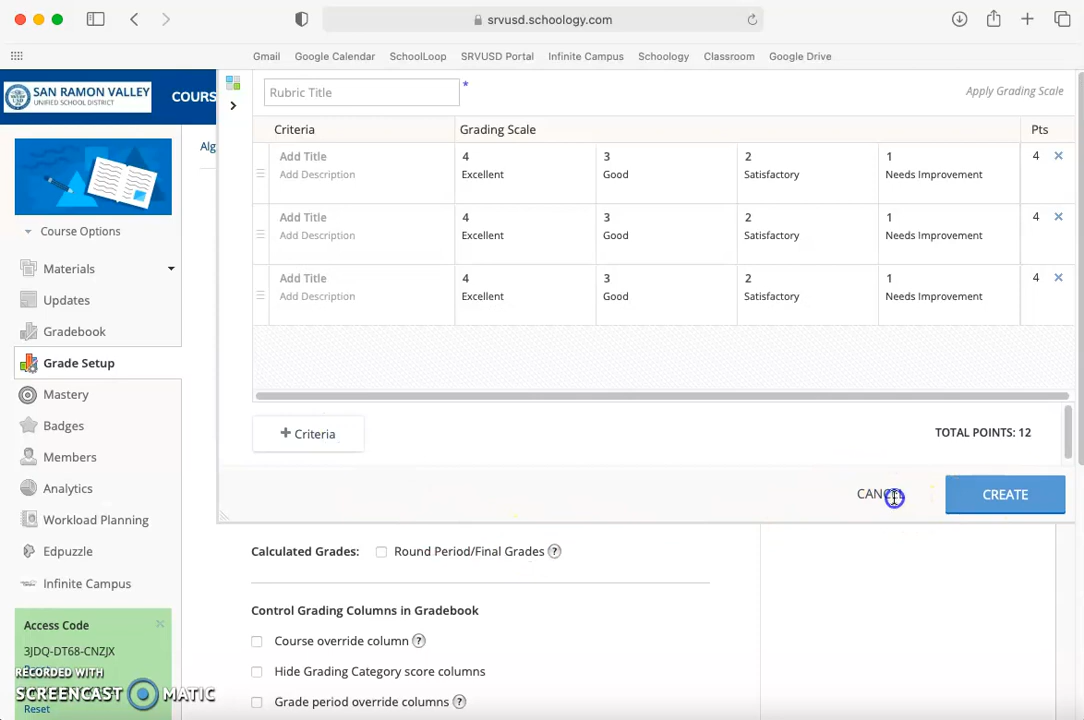 srvusd.schoology.com
Gmail Google Calendar SchoolLoop SRVUSD Portal Infinite Campus Schoology Classroom Google Drive
SAN RAMON VALLEY
UNIFIED SCHOOL DISTRICT
COURS
Alg
Course Options
Materials
Updates
Gradebook
Grade Setup
Mastery
Badges
Members
Analytics
Workload Planning
Edpuzzle
Infinite Campus
Access Code
3JDQ-DT68-CNZJX
Reset
RECORDED WITH
SCREENCAST MATIC
Reset
Rubric Title *
Apply Grading Scale
Criteria Grading Scale Pts
Add Title 4 3 2 1 4
Add Description Excellent Good Satisfactory Needs Improvement
Add Title 4 3 2 1 4
Add Description Excellent Good Satisfactory Needs Improvement
Add Title 4 3 2 1 4
Add Description Excellent Good Satisfactory Needs Improvement
+ Criteria
TOTAL POINTS: 12
CANCEL
CREATE
Calculated Grades: Round Period/Final Grades ?
Control Grading Columns in Gradebook
Course override column ?
Hide Grading Category score columns
Grade period override columns ?